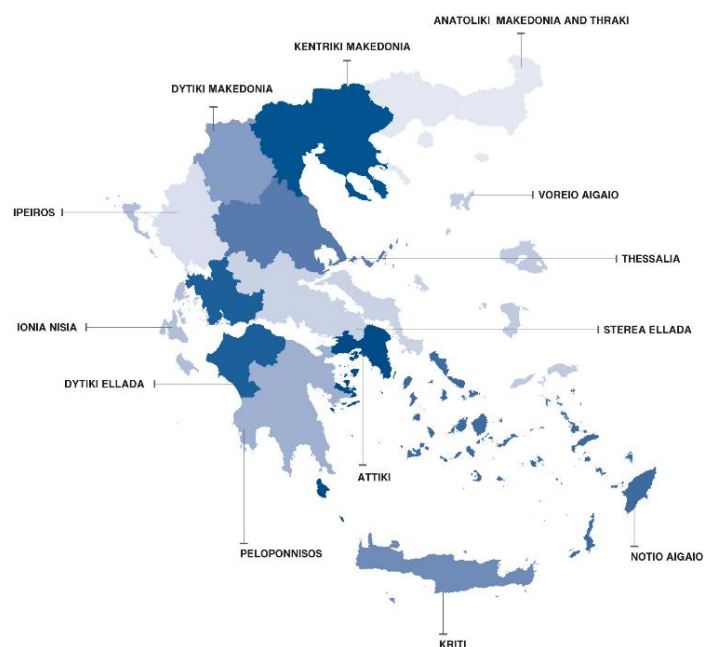 ANATOLIKI MAKEDONIA AND THRAKI
KENTRIKI MAKEDONIA
DYTIKI MAKEDONIA
VOREIO AIGAIO
IPEIROS
THESSALIA
IONIA NISIA
STEREA ELLADA
DYTIKI ELLADA
ATTIKI
PELOPONNISOS
NOTIO AIGAIO
KRITI